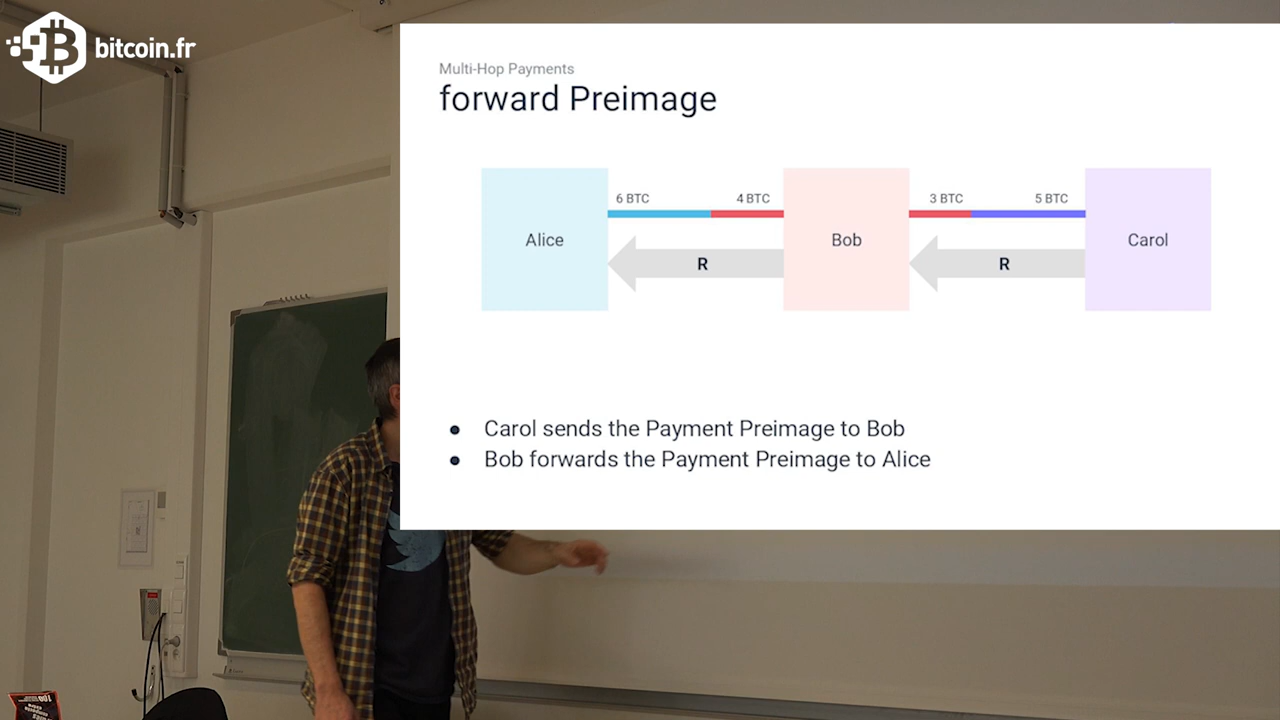 bitcoin.fr
Multi-Hop Payments
forward Preimage
6 BTC
4 BTC
3 BTC
5 BTC
Alice
Bob
Carol
R
R
• Carol sends the Payment Preimage to Bob
• Bob forwards the Payment Preimage to Alice